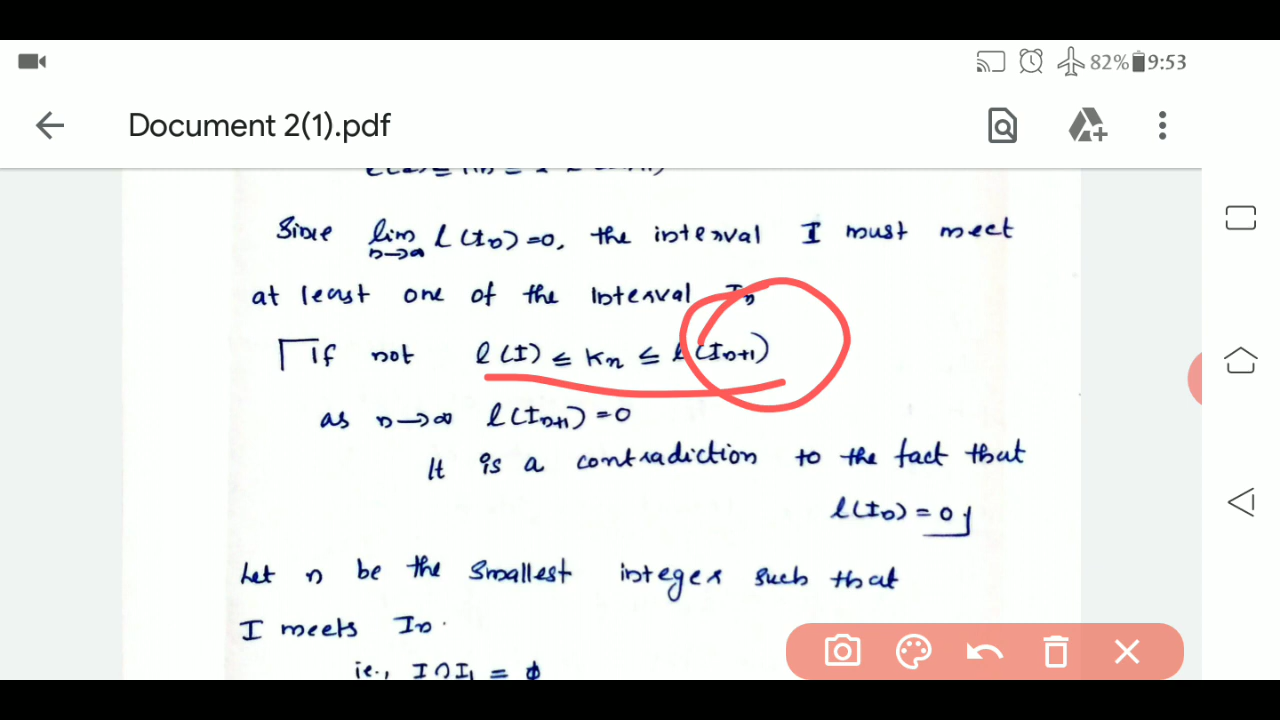 82% 9:53
Document 2(1).pdf
Since lim n→∞ l(In)=0, the interval I must meet
at least one of the interval In
If not l(I) ≤ kn ≤ l(In+1)
as n→∞ l(In+1)=0
It is a contradiction to the fact that
l(In)=0
Let n be the smallest integer such that
I meets In.
ie., I∩I1 = ϕ